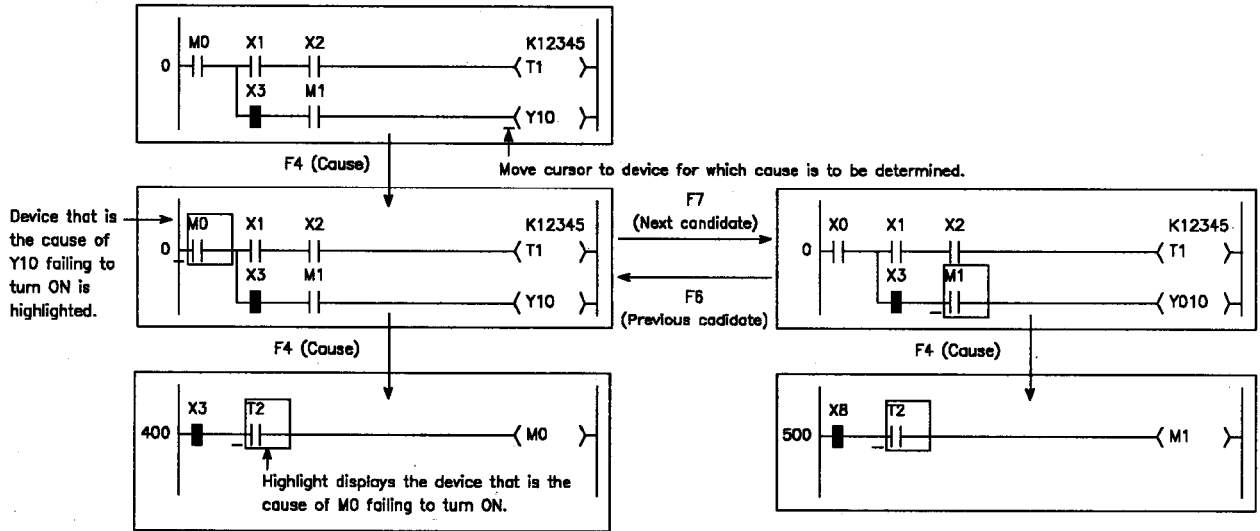 M0 X1 X2 K12345
0 T1
X3 M1
Y10
F4 (Cause)
Move cursor to device for which cause is to be determined.
Device that is
the cause of
Y10 failing to
turn ON is
highlighted.
M0 X1 X2 K12345
0 T1
X3 M1
Y10
F7
(Next candidate)
F6
(Previous cadidate)
X0 X1 X2 K12345
0 T1
X3 M1
Y010
F4 (Cause)
F4 (Cause)
X3 T2
400 M0
Highlight displays the device that is the
cause of M0 failing to turn ON.
X8 T2
500 M1